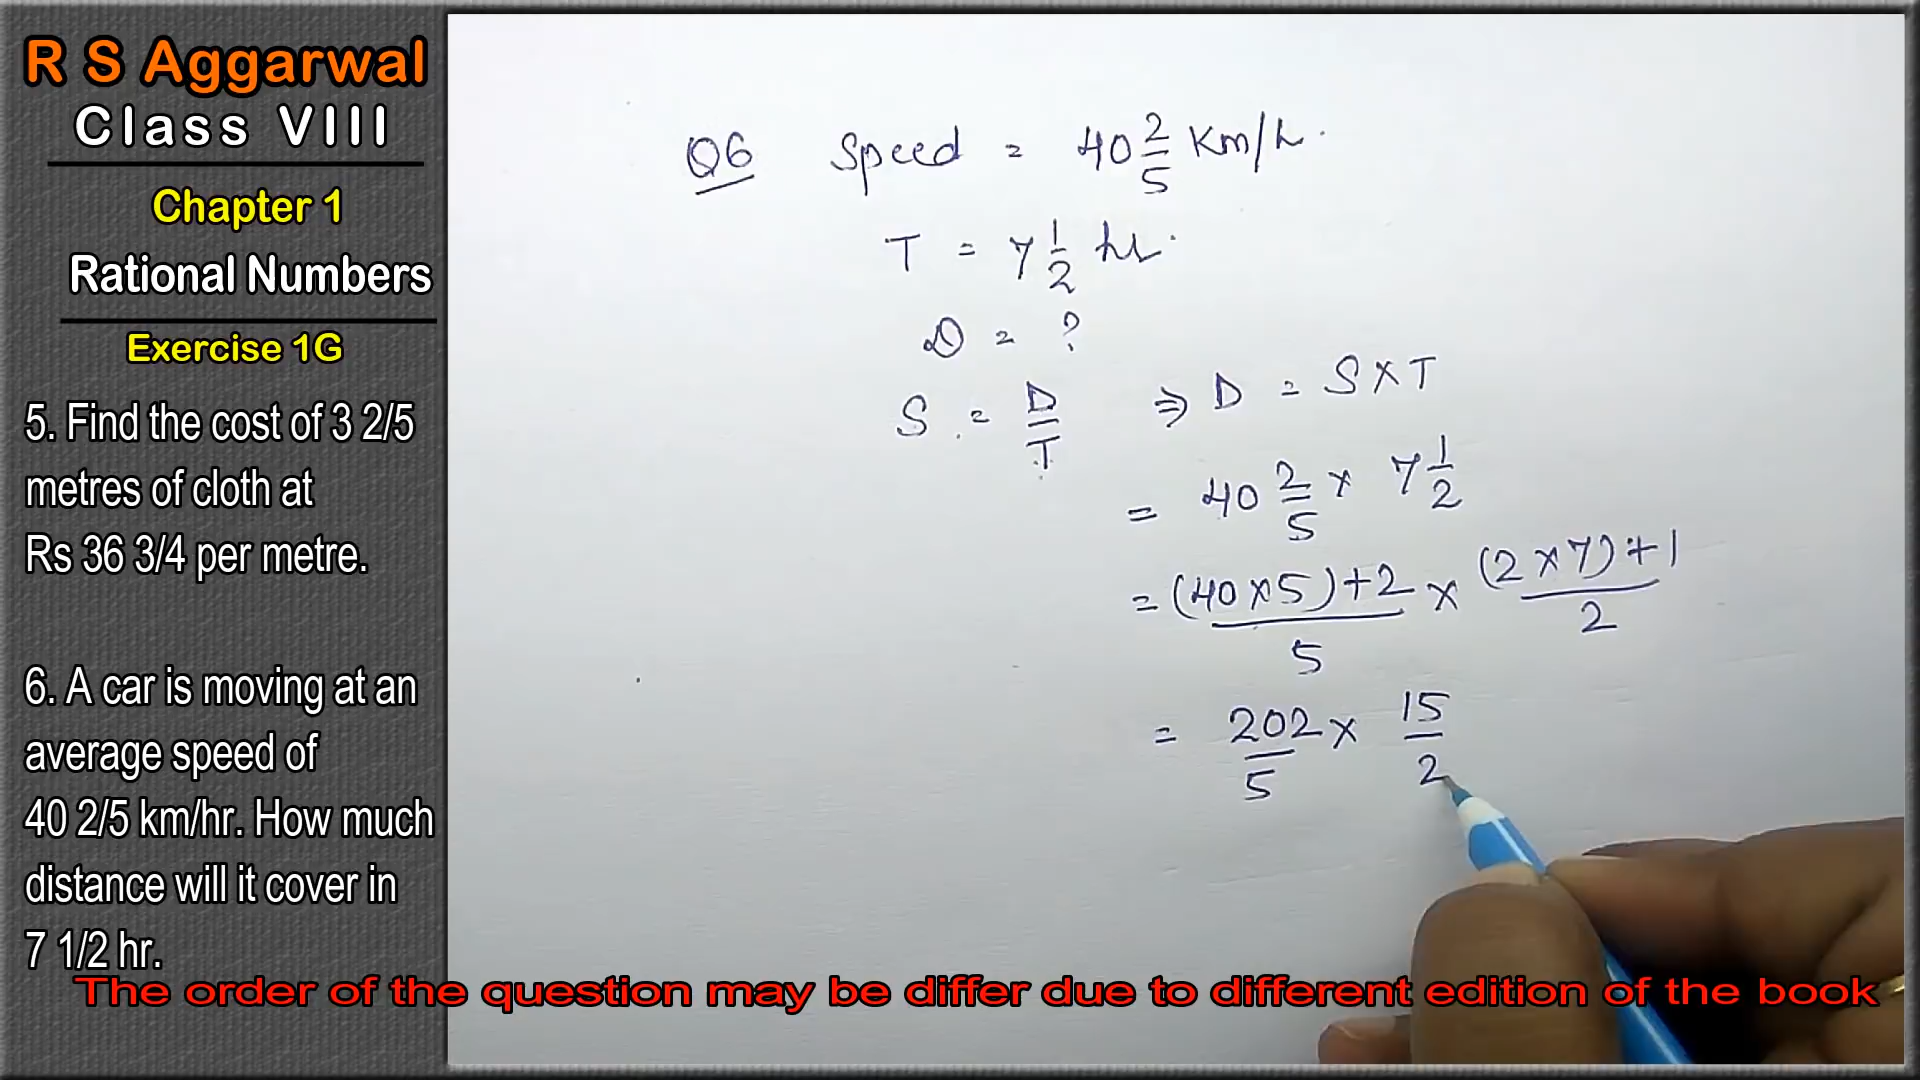 R S Aggarwal
Class VIII
Chapter 1
Rational Numbers
Exercise 1G
5. Find the cost of 3 2/5
metres of cloth at
Rs 36 3/4 per metre.
6. A car is moving at an
average speed of
40 2/5 km/hr. How much
distance will it cover in
7 1/2 hr.
Q6 Speed = 40 2/5 Km/h.
T = 7 1/2 hr.
D = ?
S = D/T ⇒ D = S × T
= 40 2/5 × 7 1/2
= (40×5)+2/5 × (2×7)+1/2
= 202/5 × 15/2
The order of the question may be differ due to different edition of the book